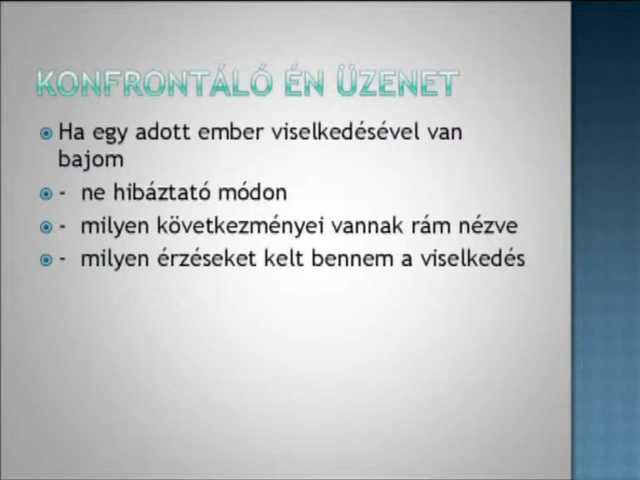 KONFRONTÁLÓ ÉN ÜZENET
Ha egy adott ember viselkedésével van
bajom
- ne hibáztató módon
- milyen következményei vannak rám nézve
- milyen érzéseket kelt bennem a viselkedés